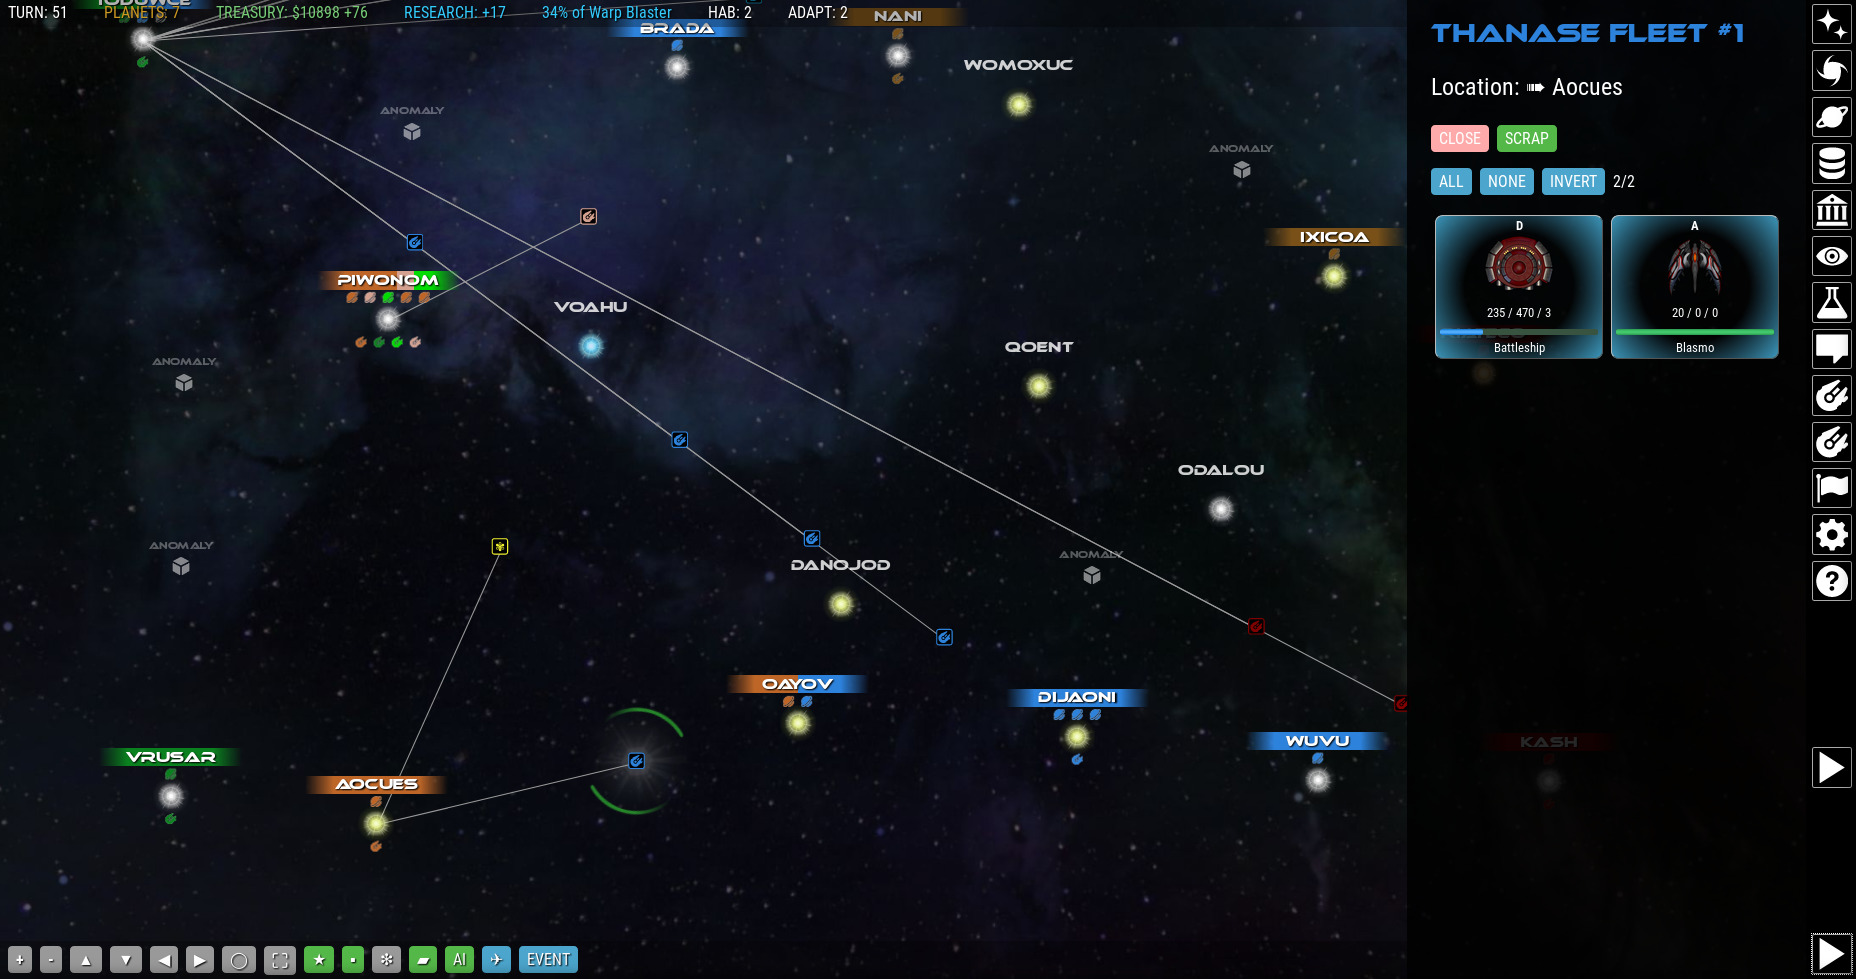 TURN: 51 PLANETS: 7 TREASURY: $10898 +76 RESEARCH: +17 34% of Warp Blaster HAB: 2 ADAPT: 2
BRADA
NANI
WOMOXUC
ANOMALY
ANOMALY
IXICOA
PIWONOM
VOAHU
QOENT
ANOMALY
ODALOU
ANOMALY
ANOMALY
DANOJOD
OAYOV
DIJAONI
WUVU
KASH
VRUSAR
AOCUES
THANASE FLEET #1
Location: ➠ Aocues
CLOSE SCRAP
ALL NONE INVERT 2/2
D A
235 / 470 / 3 20 / 0 / 0
Battleship Blasmo
+ - ▲ ▼ ◀ ▶ ★ AI ✈ EVENT